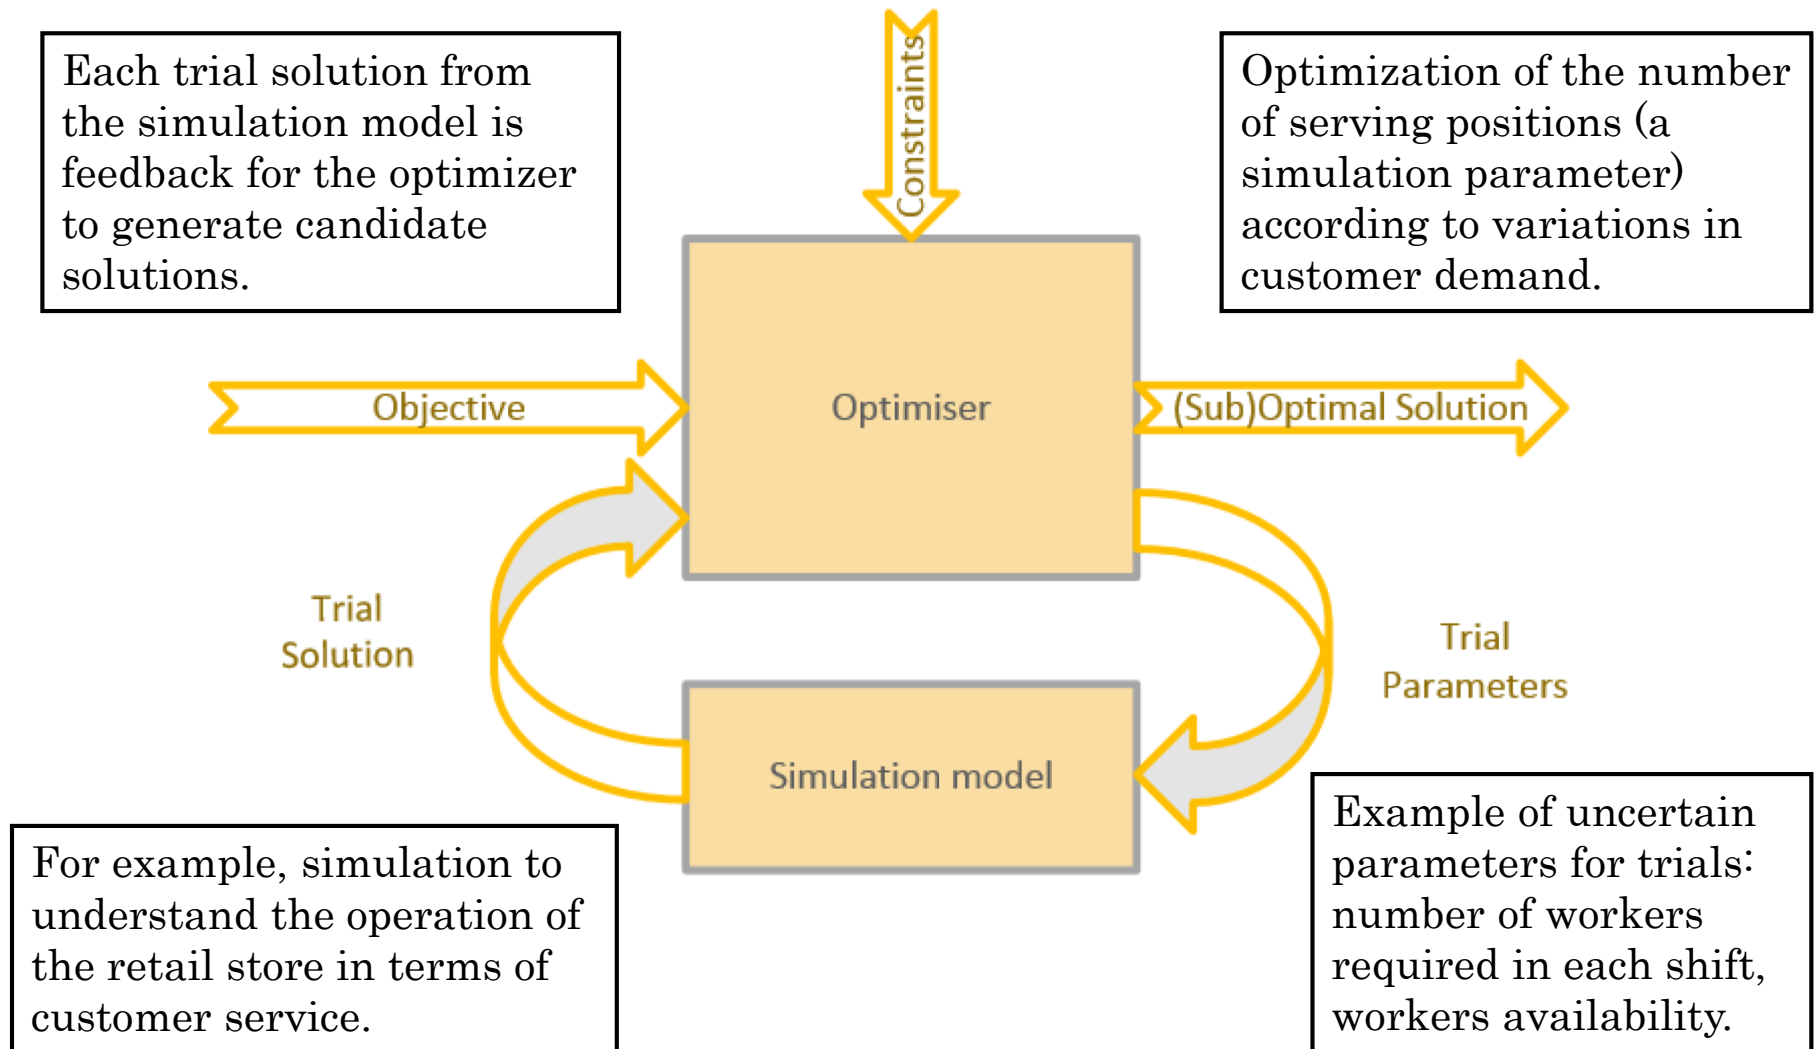 Each trial solution from
the simulation model is
feedback for the optimizer
to generate candidate
solutions.
Constraints
Optimization of the number
of serving positions (a
simulation parameter)
according to variations in
customer demand.
Objective
Optimiser
(Sub)Optimal Solution
Trial
Solution
Trial
Parameters
Simulation model
For example, simulation to
understand the operation of
the retail store in terms of
customer service.
Example of uncertain
parameters for trials:
number of workers
required in each shift,
workers availability.